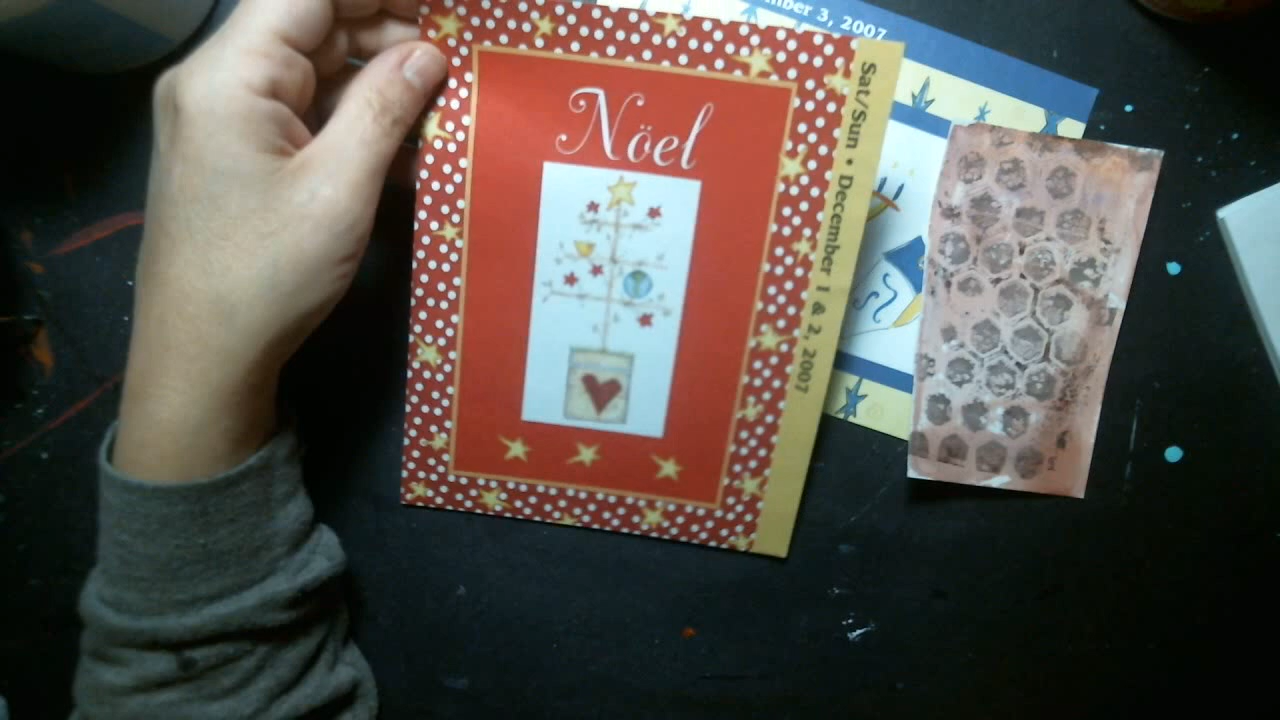 mber 3, 2007
Nöel
Sat/Sun • December 1 & 2, 2007